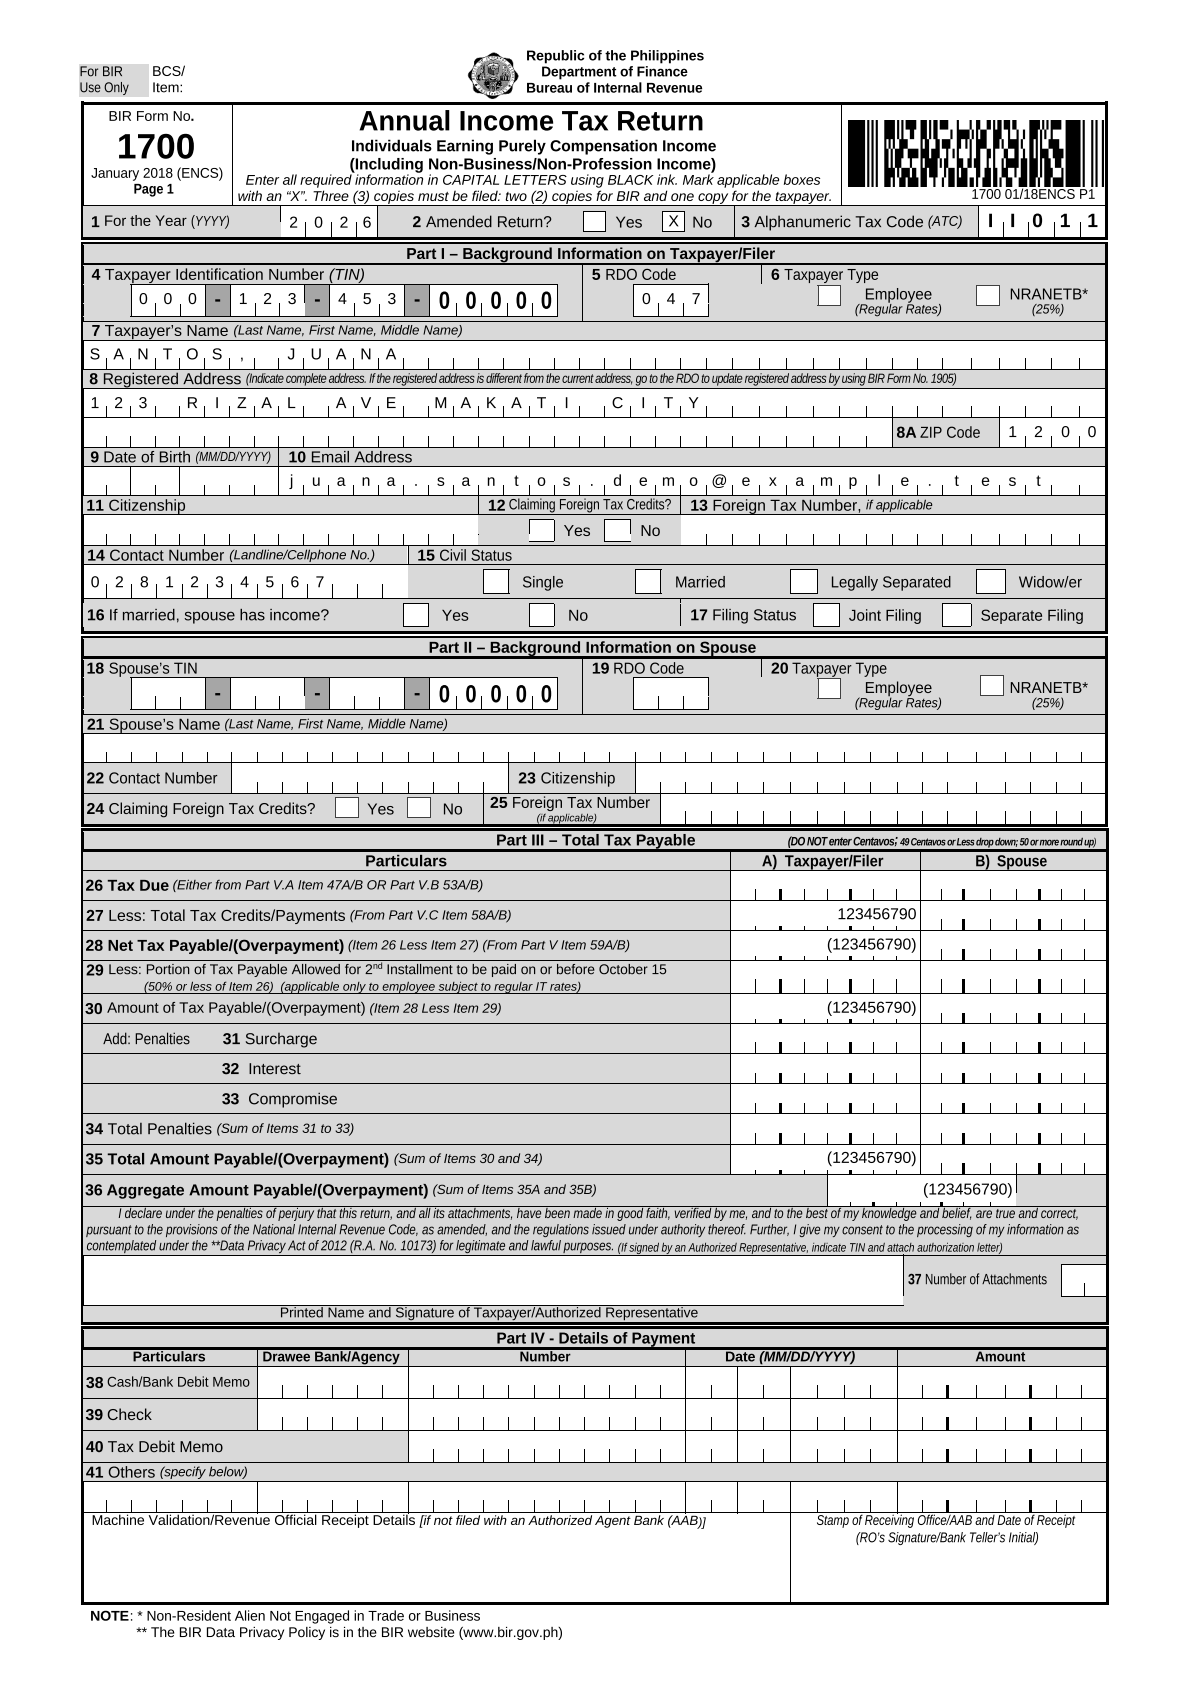 Republic of the Philippines
For BIR Use Only BCS/ Item:
Department of Finance
Bureau of Internal Revenue
BIR Form No.
1700
January 2018 (ENCS)
Page 1
Annual Income Tax Return
Individuals Earning Purely Compensation Income
(Including Non-Business/Non-Profession Income)
Enter all required information in CAPITAL LETTERS using BLACK ink. Mark applicable boxes
with an “X”. Three (3) copies must be filed: two (2) copies for BIR and one copy for the taxpayer.
1700 01/18ENCS P1
1 For the Year (YYYY) 2 0 2 6 2 Amended Return? Yes X No 3 Alphanumeric Tax Code (ATC) I I 0 1 1
Part I – Background Information on Taxpayer/Filer
4 Taxpayer Identification Number (TIN) 5 RDO Code 6 Taxpayer Type
0 0 0 - 1 2 3 - 4 5 3 - 0 0 0 0 0 0 4 7 Employee NRANETB*
(Regular Rates) (25%)
7 Taxpayer’s Name (Last Name, First Name, Middle Name)
S A N T O S , J U A N A
8 Registered Address (Indicate complete address. If the registered address is different from the current address, go to the RDO to update registered address by using BIR Form No. 1905)
1 2 3 R I Z A L A V E M A K A T I C I T Y
8A ZIP Code 1 2 0 0
9 Date of Birth (MM/DD/YYYY) 10 Email Address
j u a n a . s a n t o s . d e m o @ e x a m p l e . t e s t
11 Citizenship 12 Claiming Foreign Tax Credits? 13 Foreign Tax Number, if applicable
Yes No
14 Contact Number (Landline/Cellphone No.) 15 Civil Status
0 2 8 1 2 3 4 5 6 7 Single Married Legally Separated Widow/er
16 If married, spouse has income? Yes No 17 Filing Status Joint Filing Separate Filing
Part II – Background Information on Spouse
18 Spouse’s TIN 19 RDO Code 20 Taxpayer Type
- - - 0 0 0 0 0 Employee NRANETB*
(Regular Rates) (25%)
21 Spouse’s Name (Last Name, First Name, Middle Name)
22 Contact Number 23 Citizenship
24 Claiming Foreign Tax Credits? Yes No 25 Foreign Tax Number
(if applicable)
Part III – Total Tax Payable (DO NOT enter Centavos; 49 Centavos or Less drop down; 50 or more round up)
Particulars A) Taxpayer/Filer B) Spouse
26 Tax Due (Either from Part V.A Item 47A/B OR Part V.B 53A/B)
27 Less: Total Tax Credits/Payments (From Part V.C Item 58A/B) 123456790
28 Net Tax Payable/(Overpayment) (Item 26 Less Item 27) (From Part V Item 59A/B) (123456790)
29 Less: Portion of Tax Payable Allowed for 2nd Installment to be paid on or before October 15
(50% or less of Item 26) (applicable only to employee subject to regular IT rates)
30 Amount of Tax Payable/(Overpayment) (Item 28 Less Item 29) (123456790)
Add: Penalties 31 Surcharge
32 Interest
33 Compromise
34 Total Penalties (Sum of Items 31 to 33)
35 Total Amount Payable/(Overpayment) (Sum of Items 30 and 34) (123456790)
36 Aggregate Amount Payable/(Overpayment) (Sum of Items 35A and 35B) (123456790)
I declare under the penalties of perjury that this return, and all its attachments, have been made in good faith, verified by me, and to the best of my knowledge and belief, are true and correct,
pursuant to the provisions of the National Internal Revenue Code, as amended, and the regulations issued under authority thereof. Further, I give my consent to the processing of my information as
contemplated under the **Data Privacy Act of 2012 (R.A. No. 10173) for legitimate and lawful purposes. (If signed by an Authorized Representative, indicate TIN and attach authorization letter)
37 Number of Attachments
Printed Name and Signature of Taxpayer/Authorized Representative
Part IV - Details of Payment
Particulars Drawee Bank/Agency Number Date (MM/DD/YYYY) Amount
38 Cash/Bank Debit Memo
39 Check
40 Tax Debit Memo
41 Others (specify below)
Machine Validation/Revenue Official Receipt Details [if not filed with an Authorized Agent Bank (AAB)] Stamp of Receiving Office/AAB and Date of Receipt
(RO’s Signature/Bank Teller’s Initial)
NOTE: * Non-Resident Alien Not Engaged in Trade or Business
** The BIR Data Privacy Policy is in the BIR website (www.bir.gov.ph)